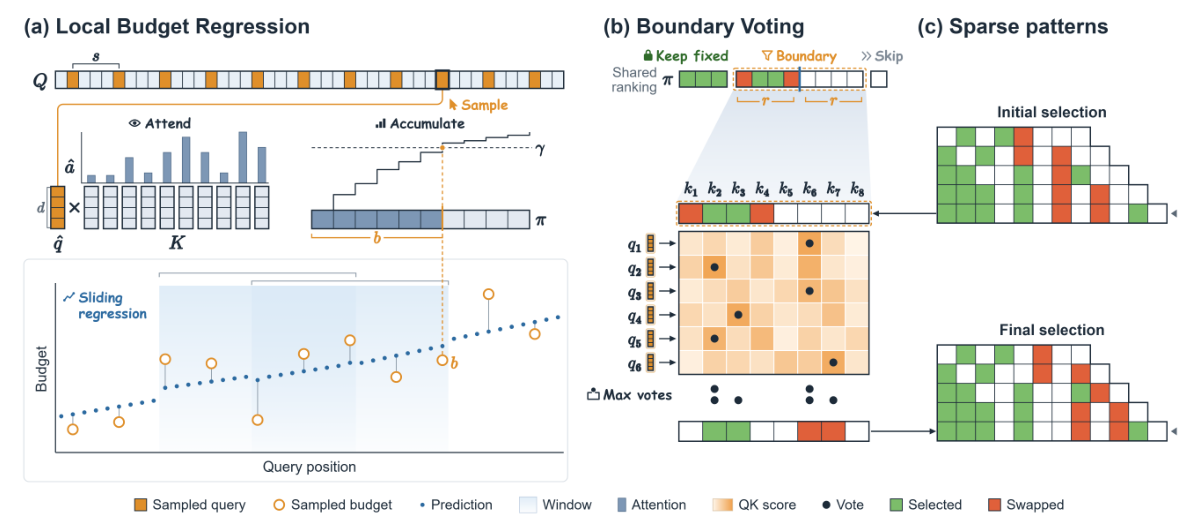 (a) Local Budget Regression
s
Q
Sample
Attend
Accumulate
â
γ
d
×
π
b
q̂
K
Sliding
regression
b
Budget
Query position
(b) Boundary Voting
Keep fixed
Boundary
Skip
Shared
ranking
π
r
r
k1 k2 k3 k4 k5 k6 k7 k8
q1
q2
q3
q4
q5
q6
Max votes
(c) Sparse patterns
Initial selection
Final selection
Sampled query
Sampled budget
Prediction
Window
Attention
QK score
Vote
Selected
Swapped